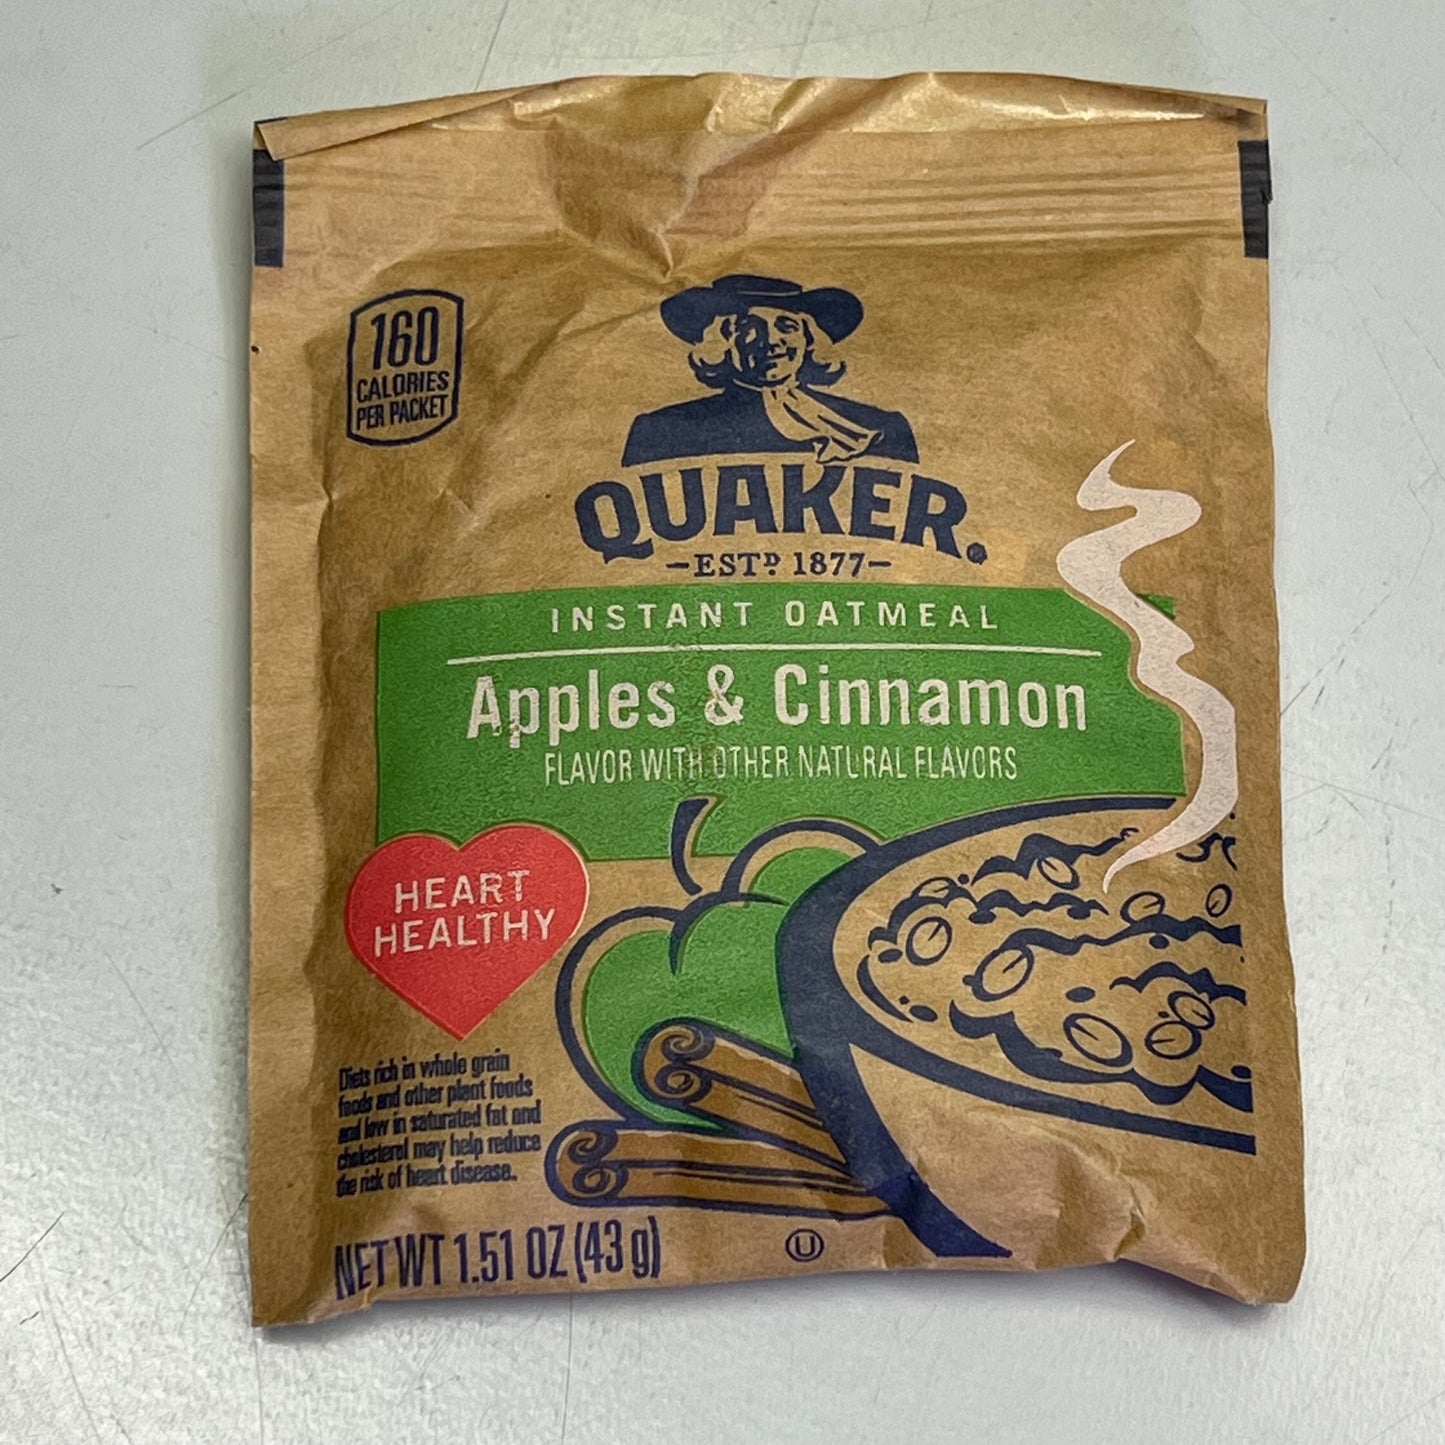 160
CALORIES
PER PACKET
QUAKER®
-ESTD 1877-
INSTANT OATMEAL
Apples & Cinnamon
FLAVOR WITH OTHER NATURAL FLAVORS
HEART
HEALTHY
Diets rich in whole grain
foods and other plant foods
and low in saturated fat and
cholesterol may help reduce
the risk of heart disease.
NET WT 1.51 OZ (43 g)
U